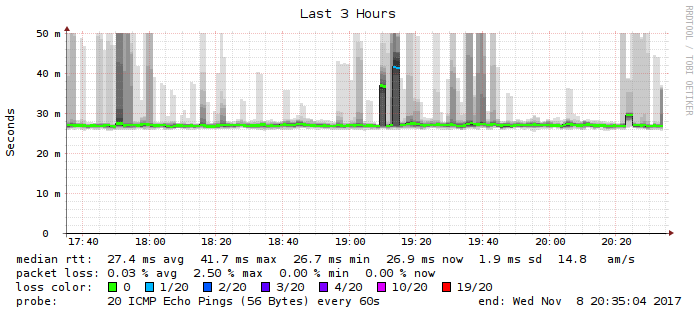 Last 3 Hours
RRDTOOL / TOBI OETIKER
Seconds
50 m
40 m
30 m
20 m
10 m
0
17:40 18:00 18:20 18:40 19:00 19:20 19:40 20:00 20:20
median rtt: 27.4 ms avg 41.7 ms max 26.7 ms min 26.9 ms now 1.9 ms sd 14.8 am/s
packet loss: 0.03 % avg 2.50 % max 0.00 % min 0.00 % now
loss color: 0 1/20 2/20 3/20 4/20 10/20 19/20
probe: 20 ICMP Echo Pings (56 Bytes) every 60s end: Wed Nov 8 20:35:04 2017